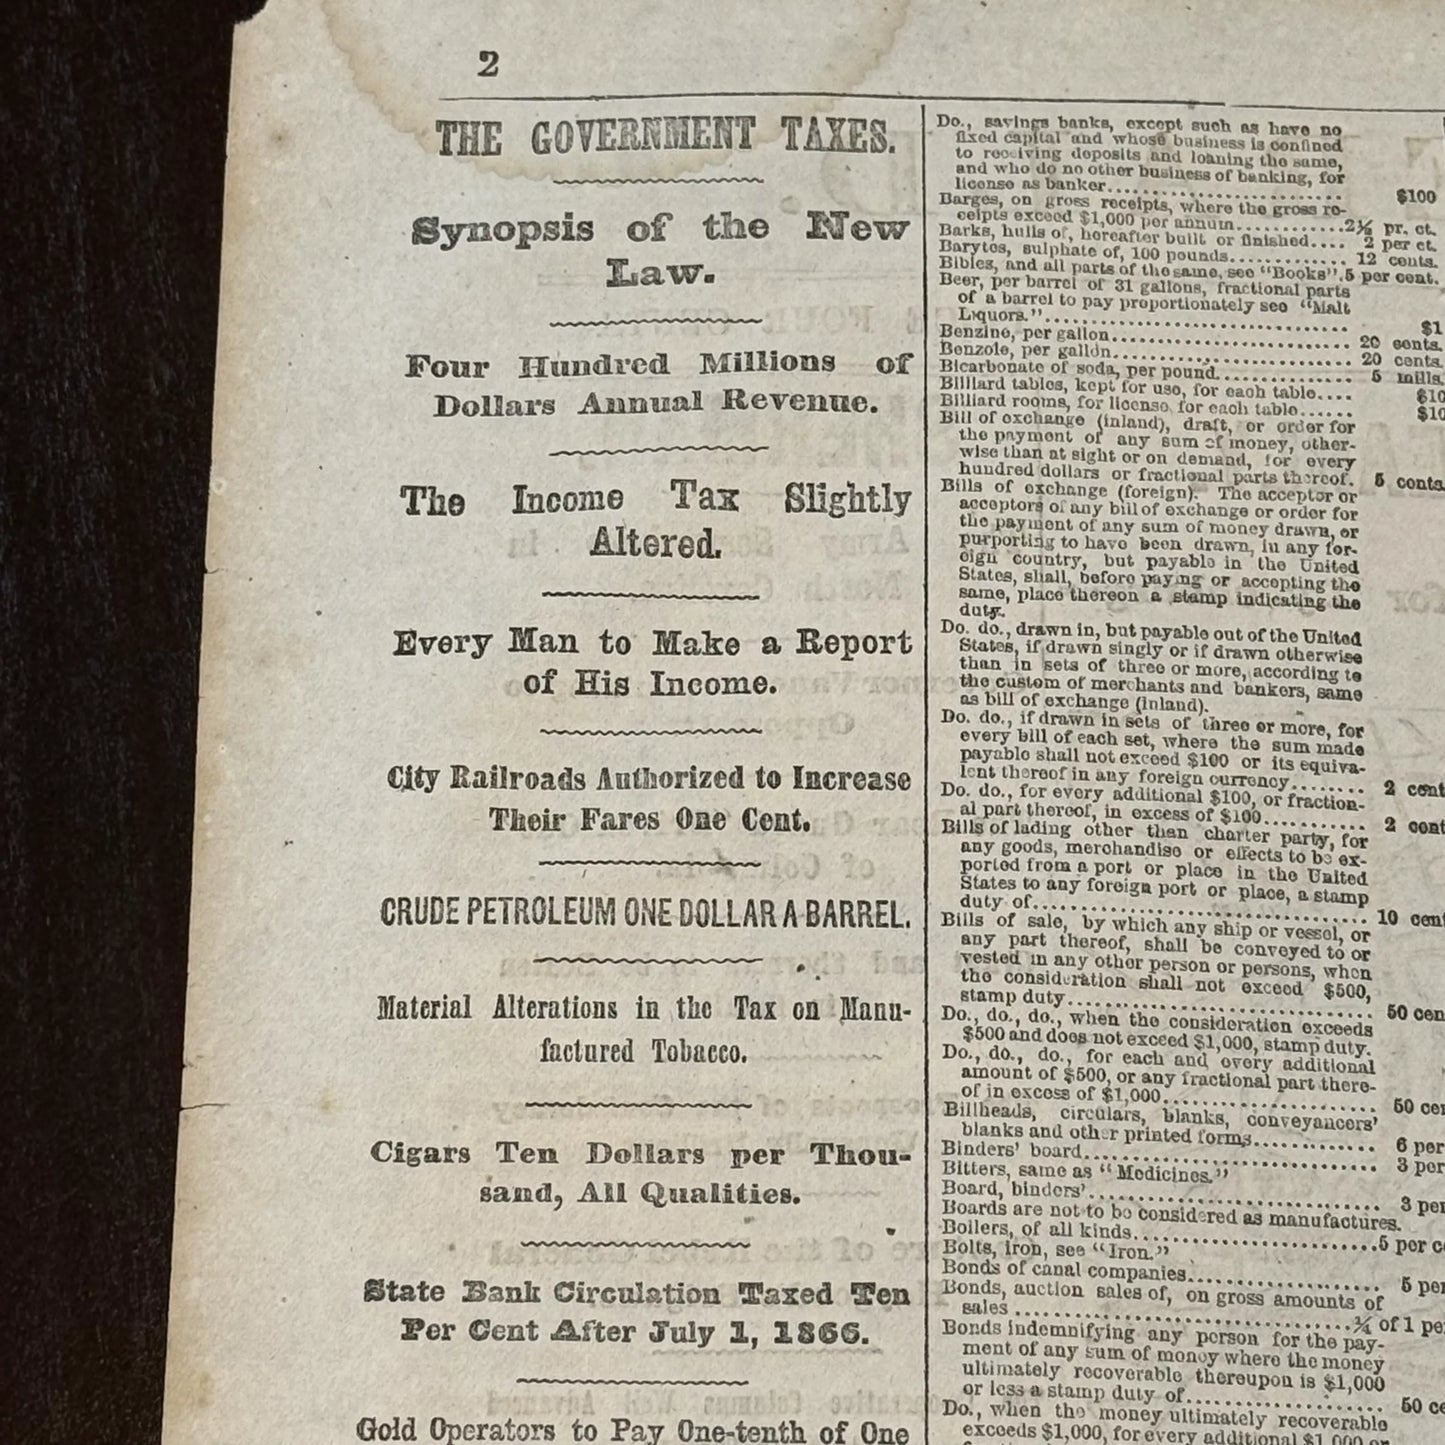 2
THE GOVERNMENT TAXES.
Synopsis of the New
Law.
Four Hundred Millions of
Dollars Annual Revenue.
The Income Tax Slightly
Altered.
Every Man to Make a Report
of His Income.
City Railroads Authorized to Increase
Their Fares One Cent.
CRUDE PETROLEUM ONE DOLLAR A BARREL.
Material Alterations in the Tax on Manu-
factured Tobacco.
Cigars Ten Dollars per Thou-
sand, All Qualities.
State Bank Circulation Taxed Ten
Per Cent After July 1, 1866.
Gold Operators to Pay One-tenth of One
Do., savings banks, except such as have no
fixed capital and whose business is confined
to receiving deposits and loaning the same,
and who do no other business of banking, for
license as banker.......................... $100
Barges, on gross receipts, where the gross re-
ceipts exceed $1,000 per annum............2½ pr. ct.
Barks, hulls of, hereafter built or finished.... 2 per ct.
Barytes, sulphate of, 100 pounds............ 12 cents.
Bibles, and all parts of the same, see "Books".5 per cent.
Beer, per barrel of 31 gallons, fractional parts
of a barrel to pay proportionately see "Malt
Liquors."................................ $1
Benzine, per gallon......................... 20 cents.
Benzole, per gallon......................... 20 cents
Bicarbonate of soda, per pound............... 5 mills.
Billiard tables, kept for use, for each table.... $10
Billiard rooms, for license, for each table...... $10
Bill of exchange (inland), draft, or order for
the payment of any sum of money, other-
wise than at sight or on demand, for every
hundred dollars or fractional parts thereof. 5 cents
Bills of exchange (foreign). The acceptor or
acceptors of any bill of exchange or order for
the payment of any sum of money drawn, or
purporting to have been drawn, in any for-
eign country, but payable in the United
States, shall, before paying or accepting the
same, place thereon a stamp indicating the
duty.
Do. do., drawn in, but payable out of the United
States, if drawn singly or if drawn otherwise
than in sets of three or more, according to
the custom of merchants and bankers, same
as bill of exchange (inland).
Do. do., if drawn in sets of three or more, for
every bill of each set, where the sum made
payable shall not exceed $100 or its equiva-
lent thereof in any foreign currency........ 2 cent
Do. do., for every additional $100, or fraction-
al part thereof, in excess of $100........... 2 cent
Bills of lading other than charter party, for
any goods, merchandise or effects to be ex-
ported from a port or place in the United
States to any foreign port or place, a stamp
duty of.................................. 10 cent
Bills of sale, by which any ship or vessel, or
any part thereof, shall be conveyed to or
vested in any other person or persons, when
the consideration shall not exceed $500,
stamp duty............................... 50 cen
Do., do., do., when the consideration exceeds
$500 and does not exceed $1,000, stamp duty.
Do., do., do., for each and every additional
amount of $500, or any fractional part there-
of in excess of $1,000...................... 50 cen
Billheads, circulars, blanks, conveyancers'
blanks and other printed forms............. 6 per
Binders' board.............................. 3 per
Bitters, same as "Medicines."
Board, binders'............................. 3 per
Boards are not to be considered as manufactures.
Boilers, of all kinds.........................5 per c
Bolts, iron, see "Iron."
Bonds of canal companies.................... 5 per
Bonds, auction sales of, on gross amounts of
sales ....................................¼ of 1 pe
Bonds indemnifying any person for the pay-
ment of any sum of money where the money
ultimately recoverable thereupon is $1,000
or less a stamp duty of.................... 50 ce
Do., when the money ultimately recoverable
exceeds $1,000, for every additional $1,000 or